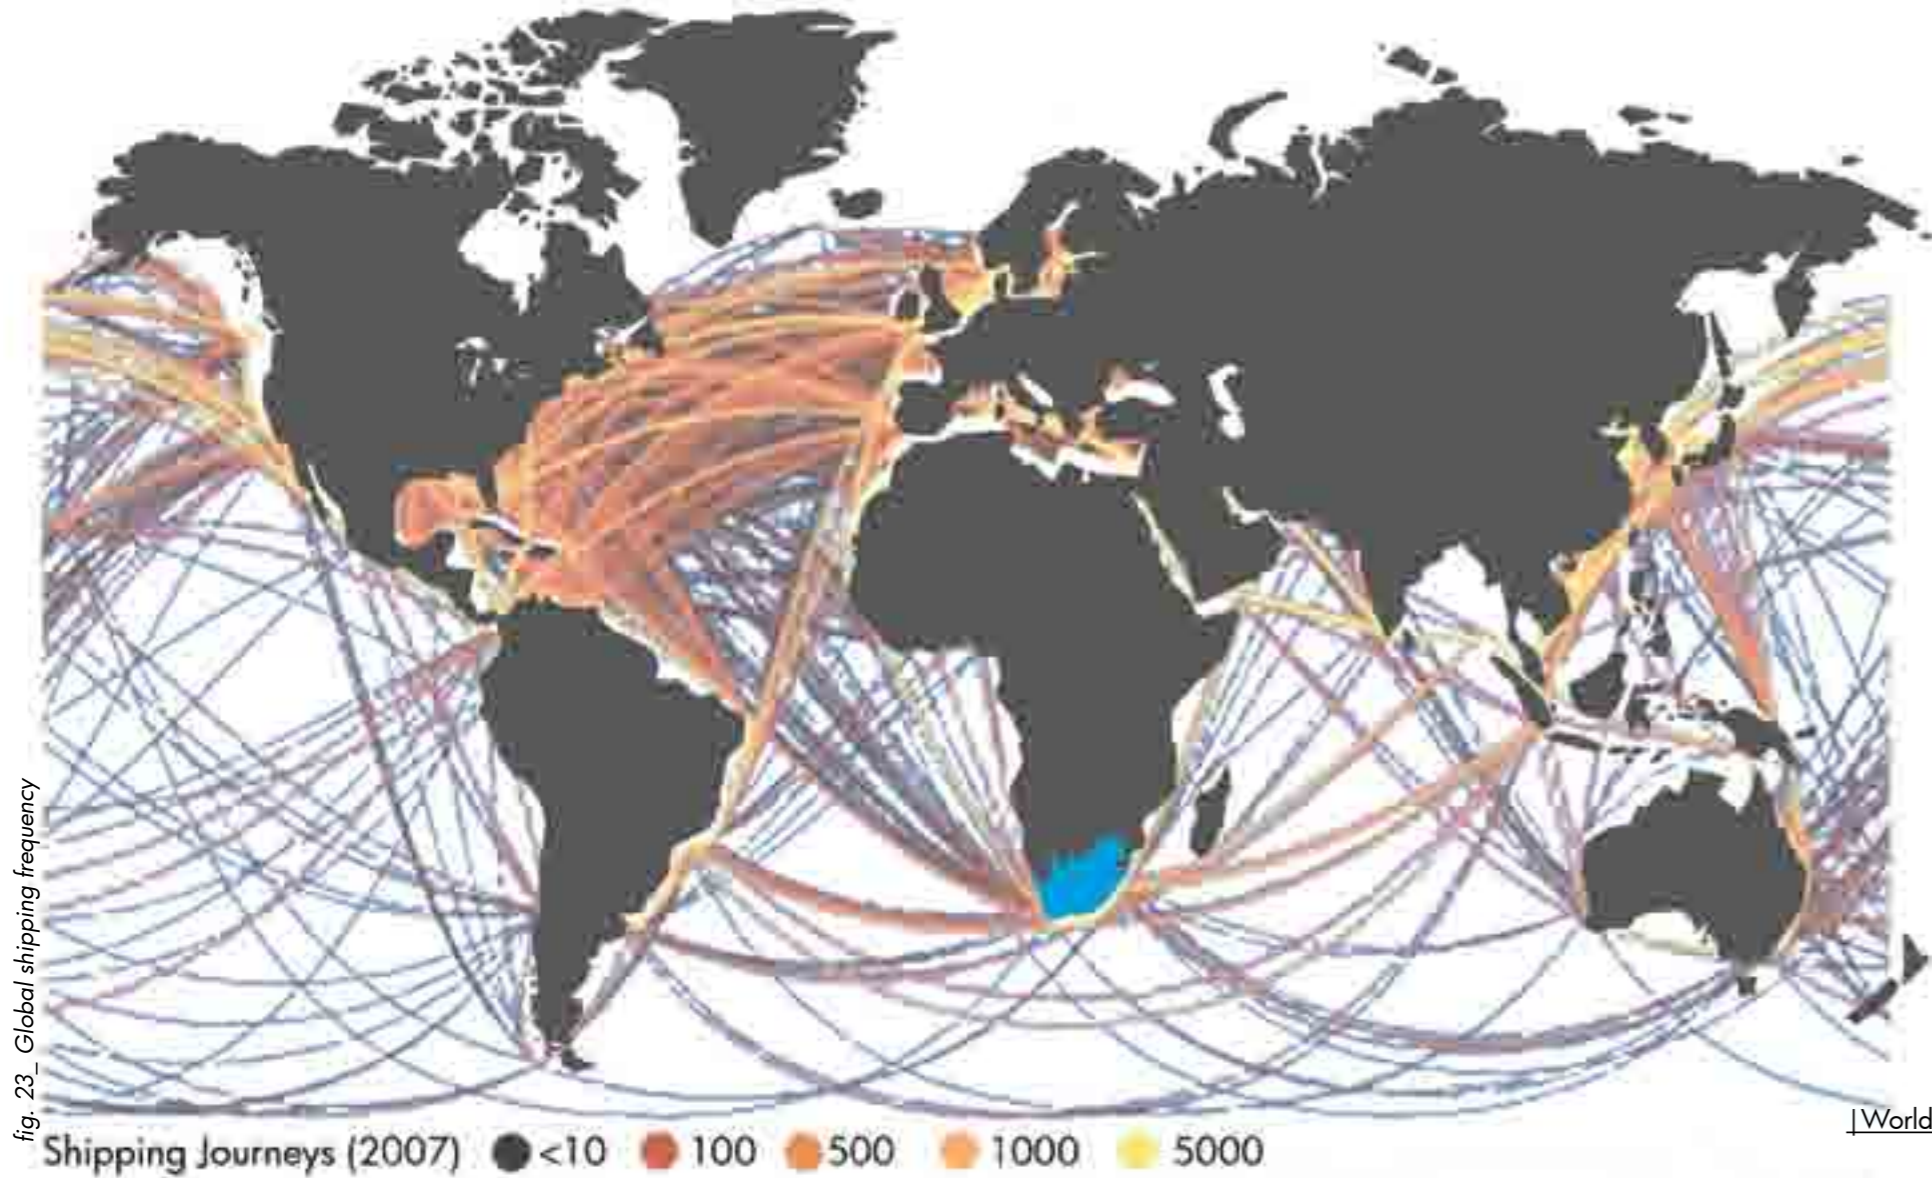 fig. 23_ Global shipping frequency
| World
Shipping Journeys (2007) <10 100 500 1000 5000